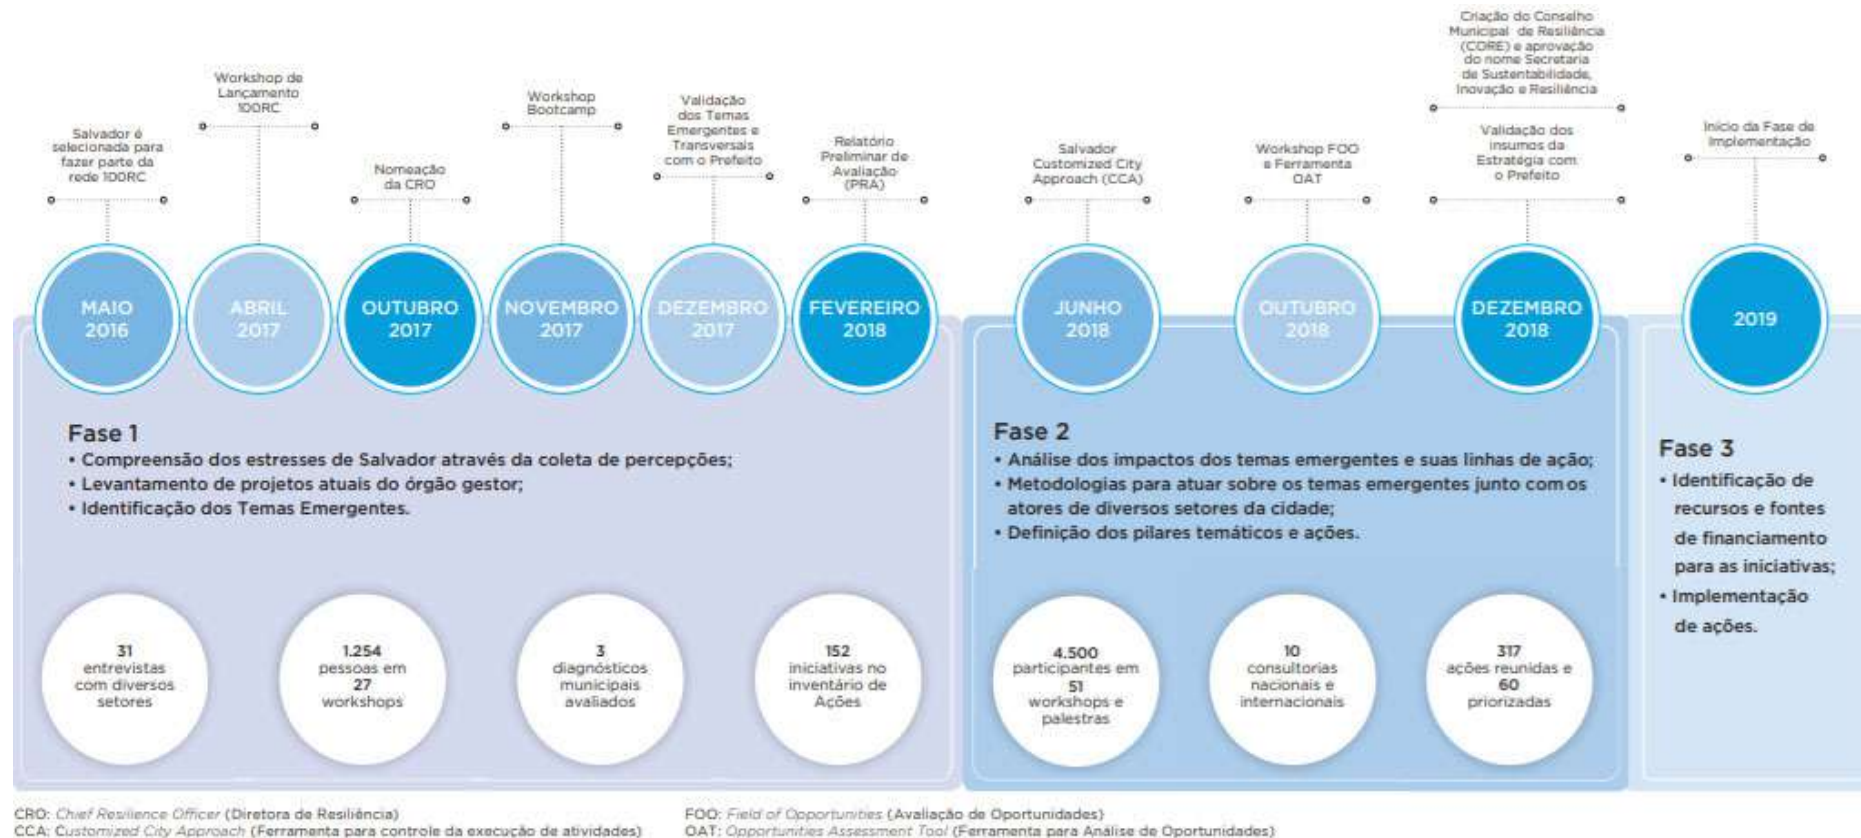 Salvador é
selecionada para
fazer parte da
rede 100RC
Workshop de
Lançamento
100RC
Nomeação
da CRO
Workshop
Bootcamp
Validação
dos Temas
Emergentes e
Transversais
com o Prefeito
Relatório
Preliminar de
Avaliação
(PRA)
Salvador
Customized City
Approach (CCA)
Workshop FOO
e Ferramenta
OAT
Criação do Conselho
Municipal de Resiliência
(CORE) e aprovação
do nome Secretaria
de Sustentabilidade,
Inovação e Resiliência
Validação dos
insumos da
Estratégia com
o Prefeito
Início da Fase de
Implementação
MAIO
2016
ABRIL
2017
OUTUBRO
2017
NOVEMBRO
2017
DEZEMBRO
2017
FEVEREIRO
2018
JUNHO
2018
OUTUBRO
2018
DEZEMBRO
2018
2019
Fase 1
• Compreensão dos estresses de Salvador através da coleta de percepções;
• Levantamento de projetos atuais do órgão gestor;
• Identificação dos Temas Emergentes.
31
entrevistas
com diversos
setores
1.254
pessoas em
27
workshops
3
diagnósticos
municipais
avaliados
152
iniciativas no
inventário de
Ações
Fase 2
• Análise dos impactos dos temas emergentes e suas linhas de ação;
• Metodologias para atuar sobre os temas emergentes junto com os
atores de diversos setores da cidade;
• Definição dos pilares temáticos e ações.
4.500
participantes em
51
workshops e
palestras
10
consultorias
nacionais e
internacionais
317
ações reunidas e
60
priorizadas
Fase 3
• Identificação de
recursos e fontes
de financiamento
para as iniciativas;
• Implementação
de ações.
CRO: Chief Resilience Officer (Diretora de Resiliência)
CCA: Customized City Approach (Ferramenta para controle da execução de atividades)
FOO: Field of Opportunities (Avaliação de Oportunidades)
OAT: Opportunities Assessment Tool (Ferramenta para Análise de Oportunidades)